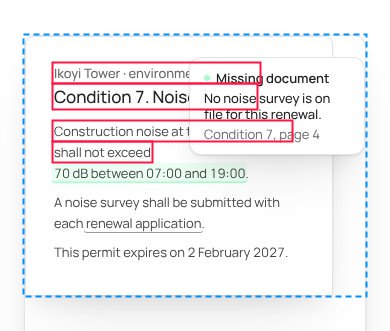 Ikoyi Tower · environme
Condition 7. Nois
Construction noise at t
shall not exceed
70 dB between 07:00 and 19:00.
A noise survey shall be submitted with
each renewal application.
This permit expires on 2 February 2027.
Missing document
No noise survey is on
file for this renewal.
Condition 7, page 4